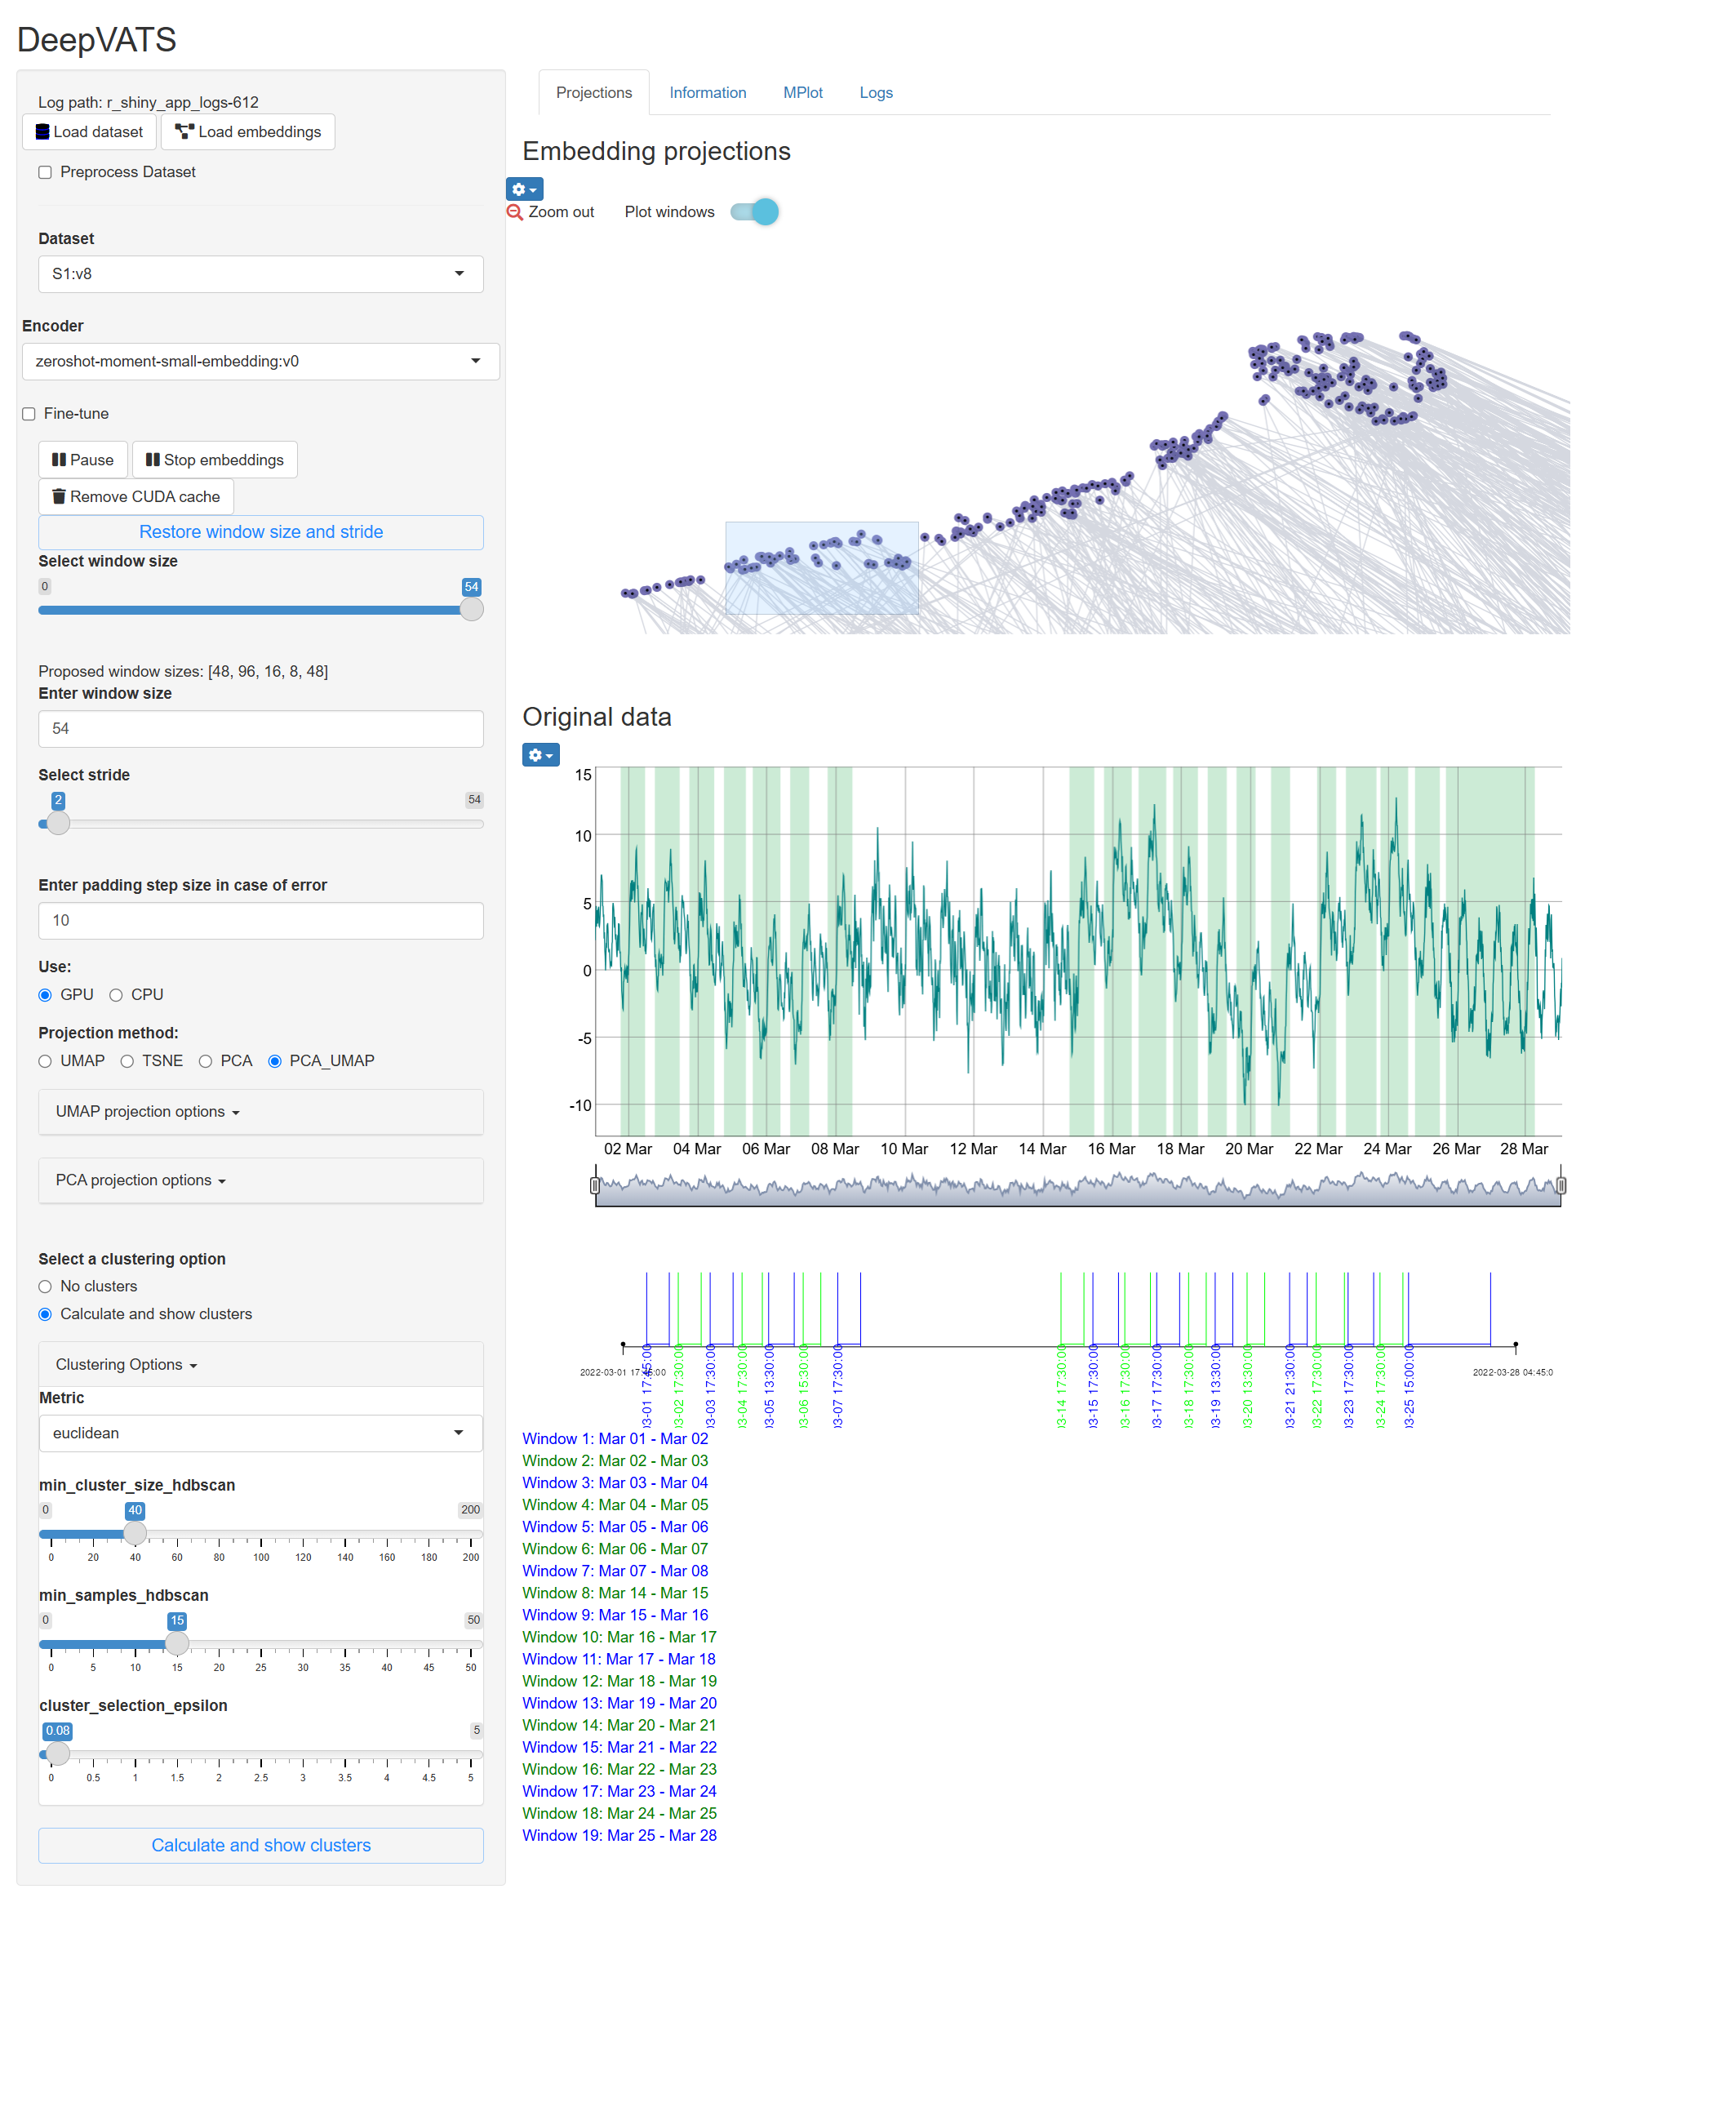 DeepVATS
Log path: r_shiny_app_logs-612
Load dataset
Load embeddings
Preprocess Dataset
Dataset
S1:v8
Encoder
zeroshot-moment-small-embedding:v0
Fine-tune
Pause
Stop embeddings
Remove CUDA cache
Restore window size and stride
Select window size
0
54
Proposed window sizes: [48, 96, 16, 8, 48]
Enter window size
54
Select stride
2
54
Enter padding step size in case of error
10
Use:
GPU CPU
Projection method:
UMAP TSNE PCA PCA_UMAP
UMAP projection options
PCA projection options
Select a clustering option
No clusters
Calculate and show clusters
Clustering Options
Metric
euclidean
min_cluster_size_hdbscan
0 40 200
0 20 40 60 80 100 120 140 160 180 200
min_samples_hdbscan
0 15 50
0 5 10 15 20 25 30 35 40 45 50
cluster_selection_epsilon
0.08 5
0 0.5 1 1.5 2 2.5 3 3.5 4 4.5 5
Calculate and show clusters
Projections Information MPlot Logs
Embedding projections
Zoom out Plot windows
Original data
15
10
5
0
-5
-10
02 Mar 04 Mar 06 Mar 08 Mar 10 Mar 12 Mar 14 Mar 16 Mar 18 Mar 20 Mar 22 Mar 24 Mar 26 Mar 28 Mar
2022-03-01 17:45:00
2022-03-28 04:45:0
03-01 17:45:00
03-02 17:30:00
03-03 17:30:00
03-04 17:30:00
03-05 13:30:00
03-06 15:30:00
03-07 17:30:00
03-14 17:30:00
03-15 17:30:00
03-16 17:30:00
03-17 17:30:00
03-18 17:30:00
03-19 13:30:00
03-20 13:30:00
03-21 21:30:00
03-22 17:30:00
03-23 17:30:00
03-24 17:30:00
03-25 15:00:00
Window 1: Mar 01 - Mar 02
Window 2: Mar 02 - Mar 03
Window 3: Mar 03 - Mar 04
Window 4: Mar 04 - Mar 05
Window 5: Mar 05 - Mar 06
Window 6: Mar 06 - Mar 07
Window 7: Mar 07 - Mar 08
Window 8: Mar 14 - Mar 15
Window 9: Mar 15 - Mar 16
Window 10: Mar 16 - Mar 17
Window 11: Mar 17 - Mar 18
Window 12: Mar 18 - Mar 19
Window 13: Mar 19 - Mar 20
Window 14: Mar 20 - Mar 21
Window 15: Mar 21 - Mar 22
Window 16: Mar 22 - Mar 23
Window 17: Mar 23 - Mar 24
Window 18: Mar 24 - Mar 25
Window 19: Mar 25 - Mar 28